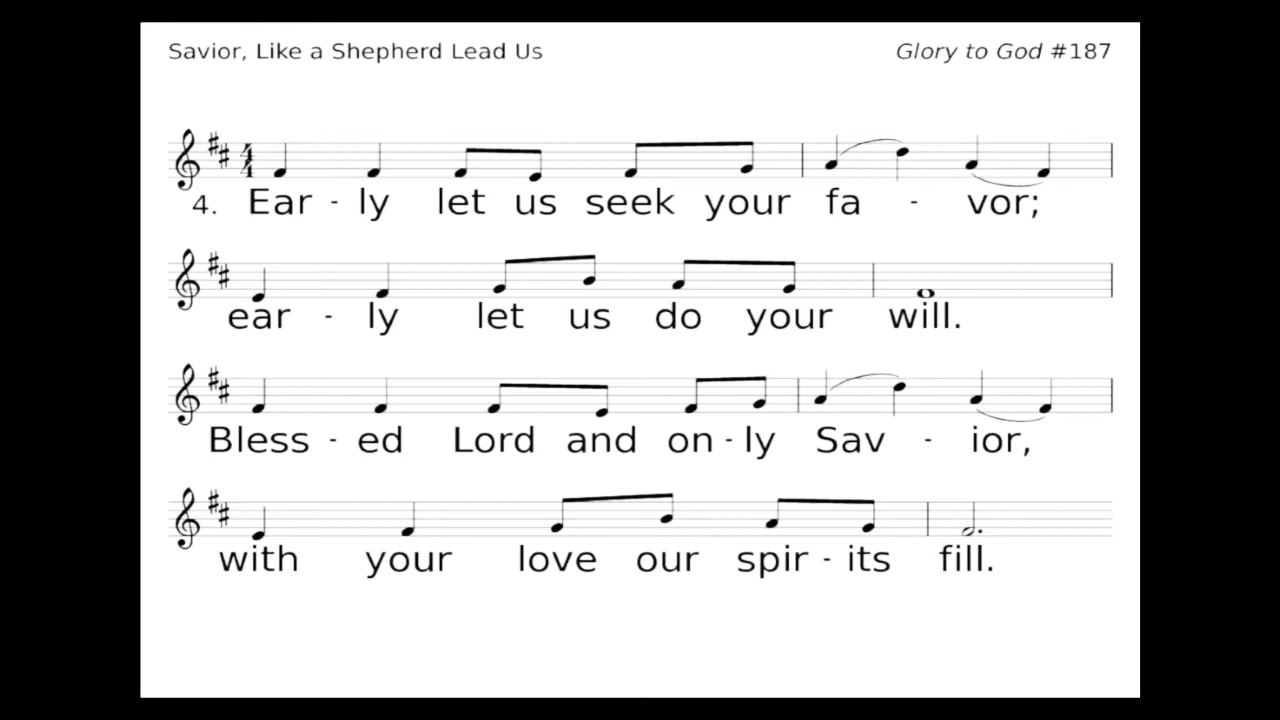 Savior, Like a Shepherd Lead Us
Glory to God #187
4. Ear - ly let us seek your fa - vor;
ear - ly let us do your will.
Bless - ed Lord and on - ly Sav - ior,
with your love our spir - its fill.